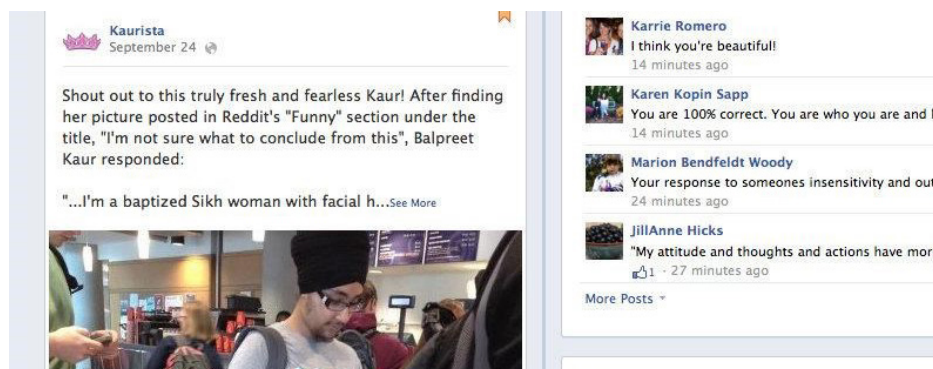 Kaurista
September 24
Shout out to this truly fresh and fearless Kaur! After finding
her picture posted in Reddit's "Funny" section under the
title, "I'm not sure what to conclude from this", Balpreet
Kaur responded:
"...I'm a baptized Sikh woman with facial h...See More
Karrie Romero
I think you're beautiful!
14 minutes ago
Karen Kopin Sapp
You are 100% correct. You are who you are and
14 minutes ago
Marion Bendfeldt Woody
Your response to someones insensitivity and
24 minutes ago
JillAnne Hicks
"My attitude and thoughts and actions have
1 · 27 minutes ago
More Posts